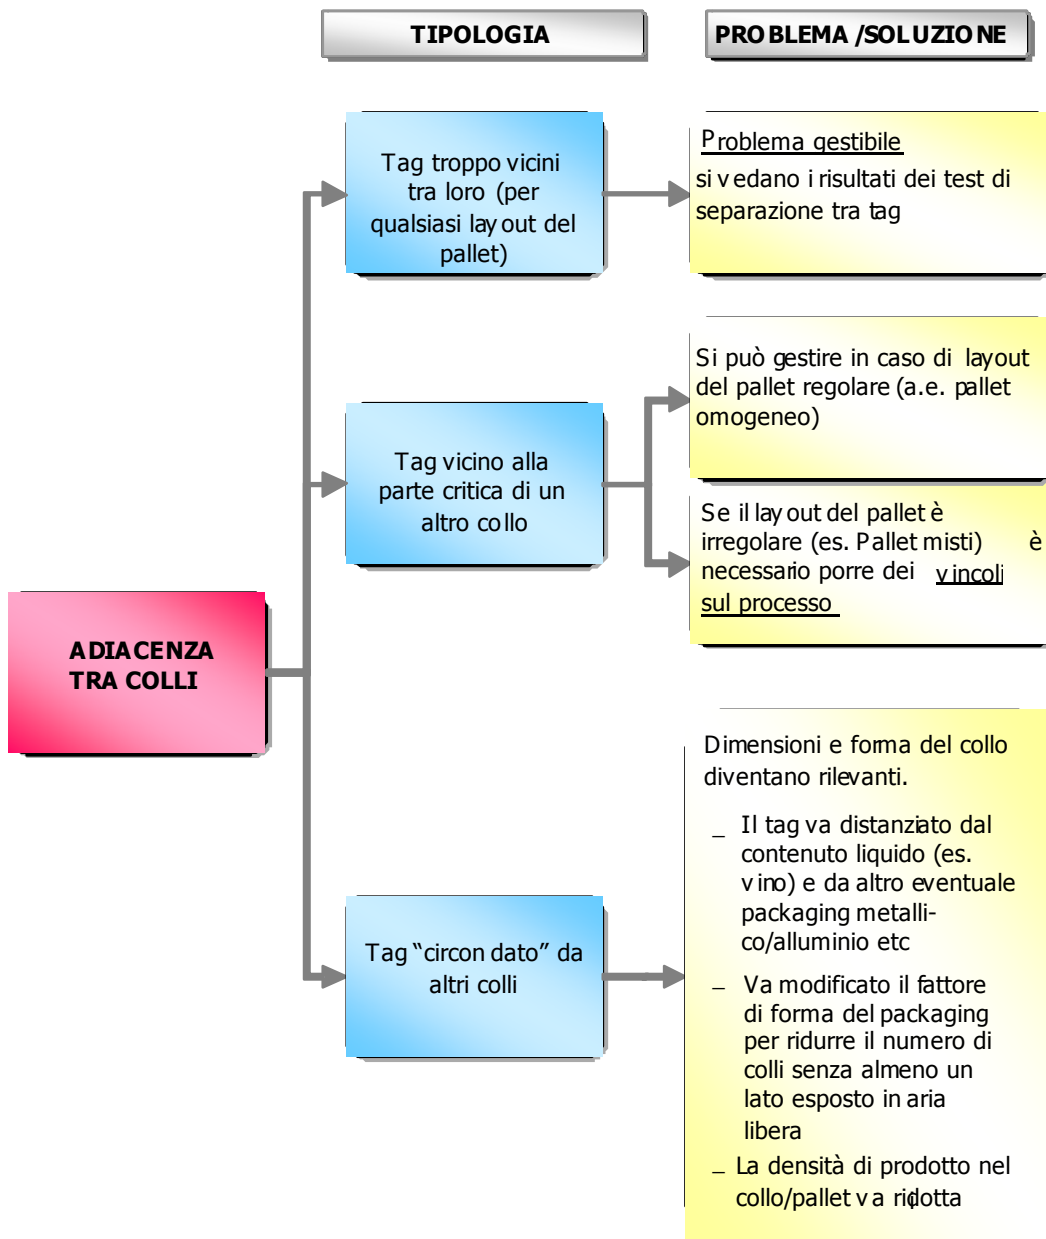 TIPOLOGIA
PROBLEMA /SOLUZIONE
Tag troppo vicini
tra loro (per
qualsiasi layout del
pallet)
Problema gestibile
si vedano i risultati dei test di
separazione tra tag
Tag vicino alla
parte critica di un
altro collo
Si può gestire in caso di layout
del pallet regolare (a.e. pallet
omogeneo)
Se il layout del pallet è
irregolare (es. Pallet misti) è
necessario porre dei vincoli
sul processo
ADIACENZA
TRA COLLI
Tag “circondato” da
altri colli
Dimensioni e forma del collo
diventano rilevanti.
_ Il tag va distanziato dal
contenuto liquido (es.
vino) e da altro eventuale
packaging metalli-
co/alluminio etc
_ Va modificato il fattore
di forma del packaging
per ridurre il numero di
colli senza almeno un
lato esposto in aria
libera
_ La densità di prodotto nel
collo/pallet va ridotta